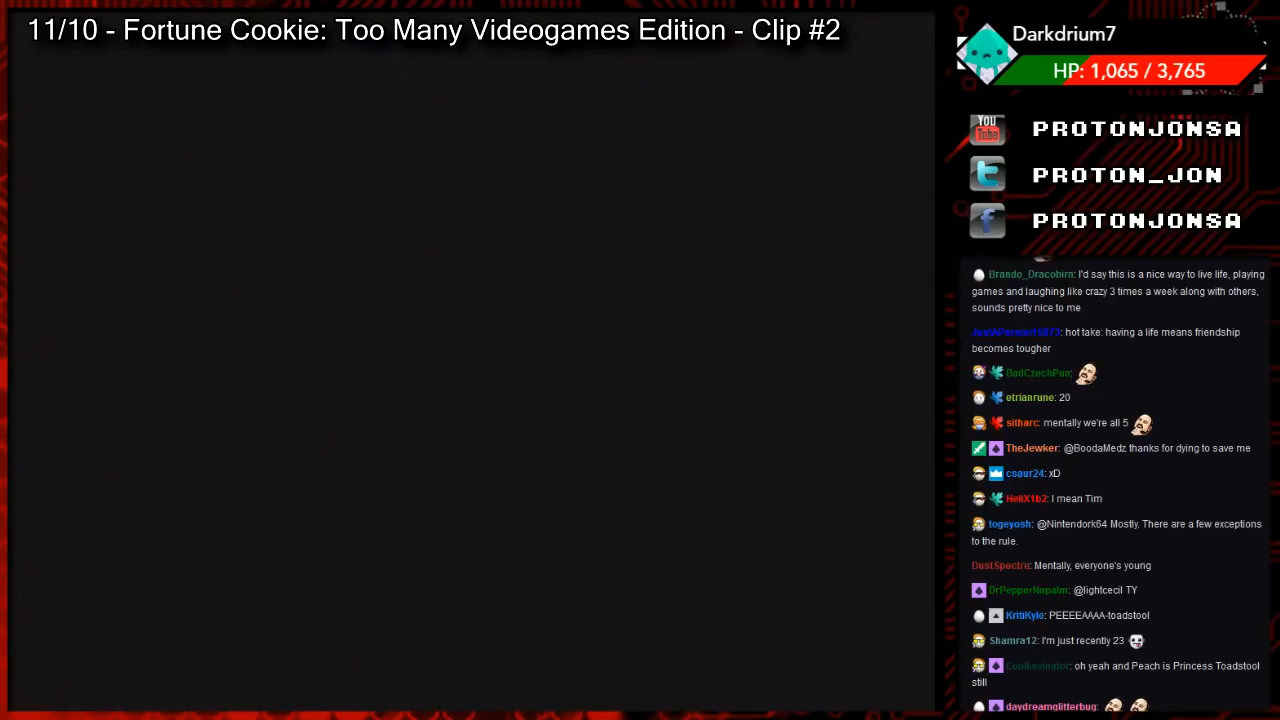 11/10 - Fortune Cookie: Too Many Videogames Edition - Clip #2
Darkdrium7
HP: 1,065 / 3,765
You
Tube
PROTONJONSA
PROTON_JON
PROTONJONSA
Brando_Dracobirn: I'd say this is a nice way to live life, playing
games and laughing like crazy 3 times a week along with others,
sounds pretty nice to me
: hot take: having a life means friendship
becomes tougher
BadCzechPun:
etrianrune: 20
sitharc: mentally we're all 5
TheJewker: @BoodaMedz thanks for dying to save me
csaur24: xD
HellX1b2: I mean Tim
togeyosh: @Nintendork64 Mostly. There are a few exceptions
to the rule.
DustSpectre: Mentally, everyone's young
DrPepperNapalm: @lightcecil TY
KritiKyle: PEEEEAAAA-toadstool
Shamra12: I'm just recently 23
Coolkevinator: oh yeah and Peach is Princess Toadstool
still
daydreamglitterbug: